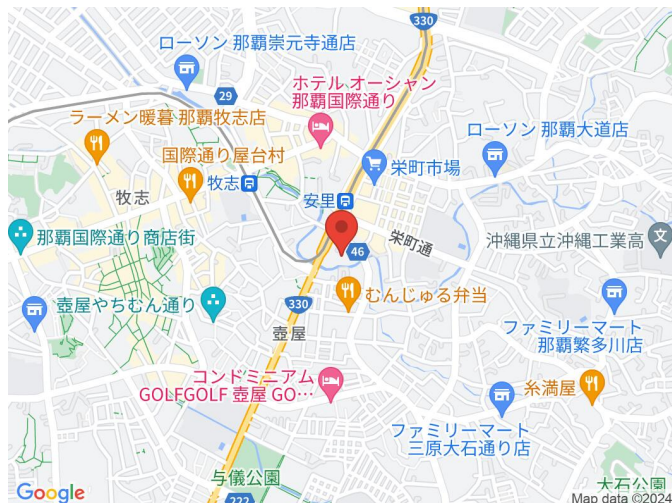 330
ローソン 那覇崇元寺通店
29
ホテル オーシャン
那覇国際通り
ラーメン暖暮 那覇牧志店
ローソン 那覇大道店
国際通り屋台村
栄町市場
牧志
牧志
安里
那覇国際通り商店街
栄町通
沖縄県立沖縄工業高
46
壺屋やちむん通り
330
むんじゅる弁当
壺屋
ファミリーマート
那覇繁多川店
コンドミニアム
GOLFGOLF 壺屋 GO…
糸満屋
ファミリーマート
三原大石通り店
与儀公園
大石公園
Google
222
Map data ©2024